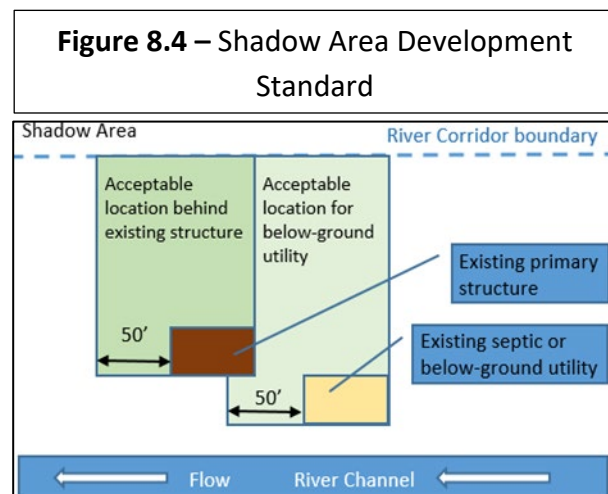 Figure 8.4 – Shadow Area Development
Standard
Shadow Area
River Corridor boundary
Acceptable
location behind
existing structure
Acceptable
location for
below-ground
utility
Existing primary
structure
50'
Existing septic or
below-ground utility
50'
Flow
River Channel